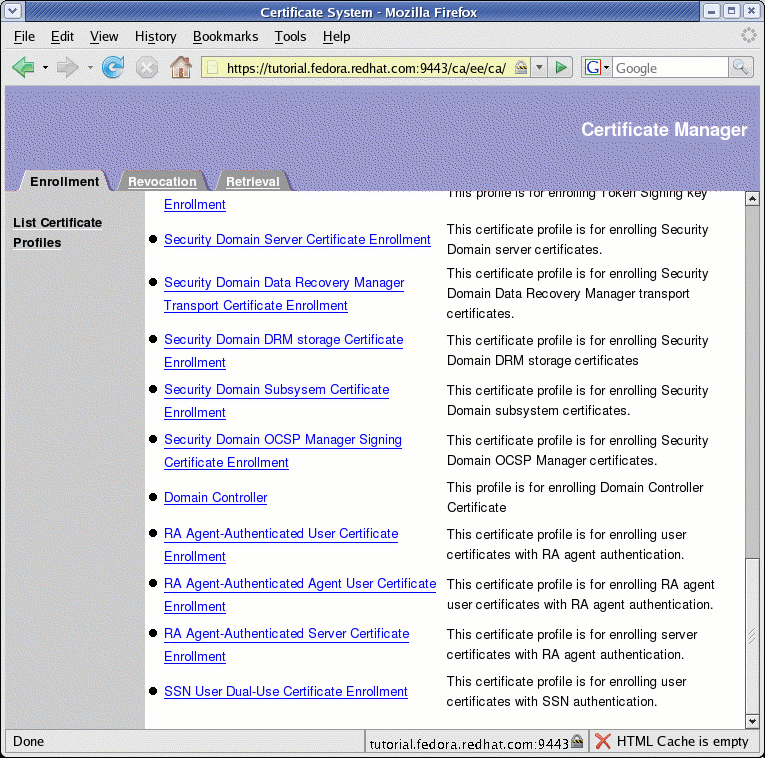 Certificate System - Mozilla Firefox
File Edit View History Bookmarks Tools Help
https://tutorial.fedora.redhat.com:9443/ca/ee/ca/
Google
Certificate Manager
Enrollment Revocation Retrieval
List Certificate
Profiles
Enrollment
This profile is for enrolling Token Signing key
Security Domain Server Certificate Enrollment
This certificate profile is for enrolling Security
Domain server certificates.
Security Domain Data Recovery Manager
Transport Certificate Enrollment
This certificate profile is for enrolling Security
Domain Data Recovery Manager transport
certificates.
Security Domain DRM storage Certificate
Enrollment
This certificate profile is for enrolling Security
Domain DRM storage certificates
Security Domain Subsysem Certificate
Enrollment
This certificate profile is for enrolling Security
Domain subsystem certificates.
Security Domain OCSP Manager Signing
Certificate Enrollment
This certificate profile is for enrolling Security
Domain OCSP Manager certificates.
Domain Controller
This profile is for enrolling Domain Controller
Certificate
RA Agent-Authenticated User Certificate
Enrollment
This certificate profile is for enrolling user
certificates with RA agent authentication.
RA Agent-Authenticated Agent User Certificate
Enrollment
This certificate profile is for enrolling RA agent
user certificates with RA agent authentication.
RA Agent-Authenticated Server Certificate
Enrollment
This certificate profile is for enrolling server
certificates with RA agent authentication.
SSN User Dual-Use Certificate Enrollment
This certificate profile is for enrolling user
certificates with SSN authentication.
Done
tutorial.fedora.redhat.com:9443
HTML Cache is empty